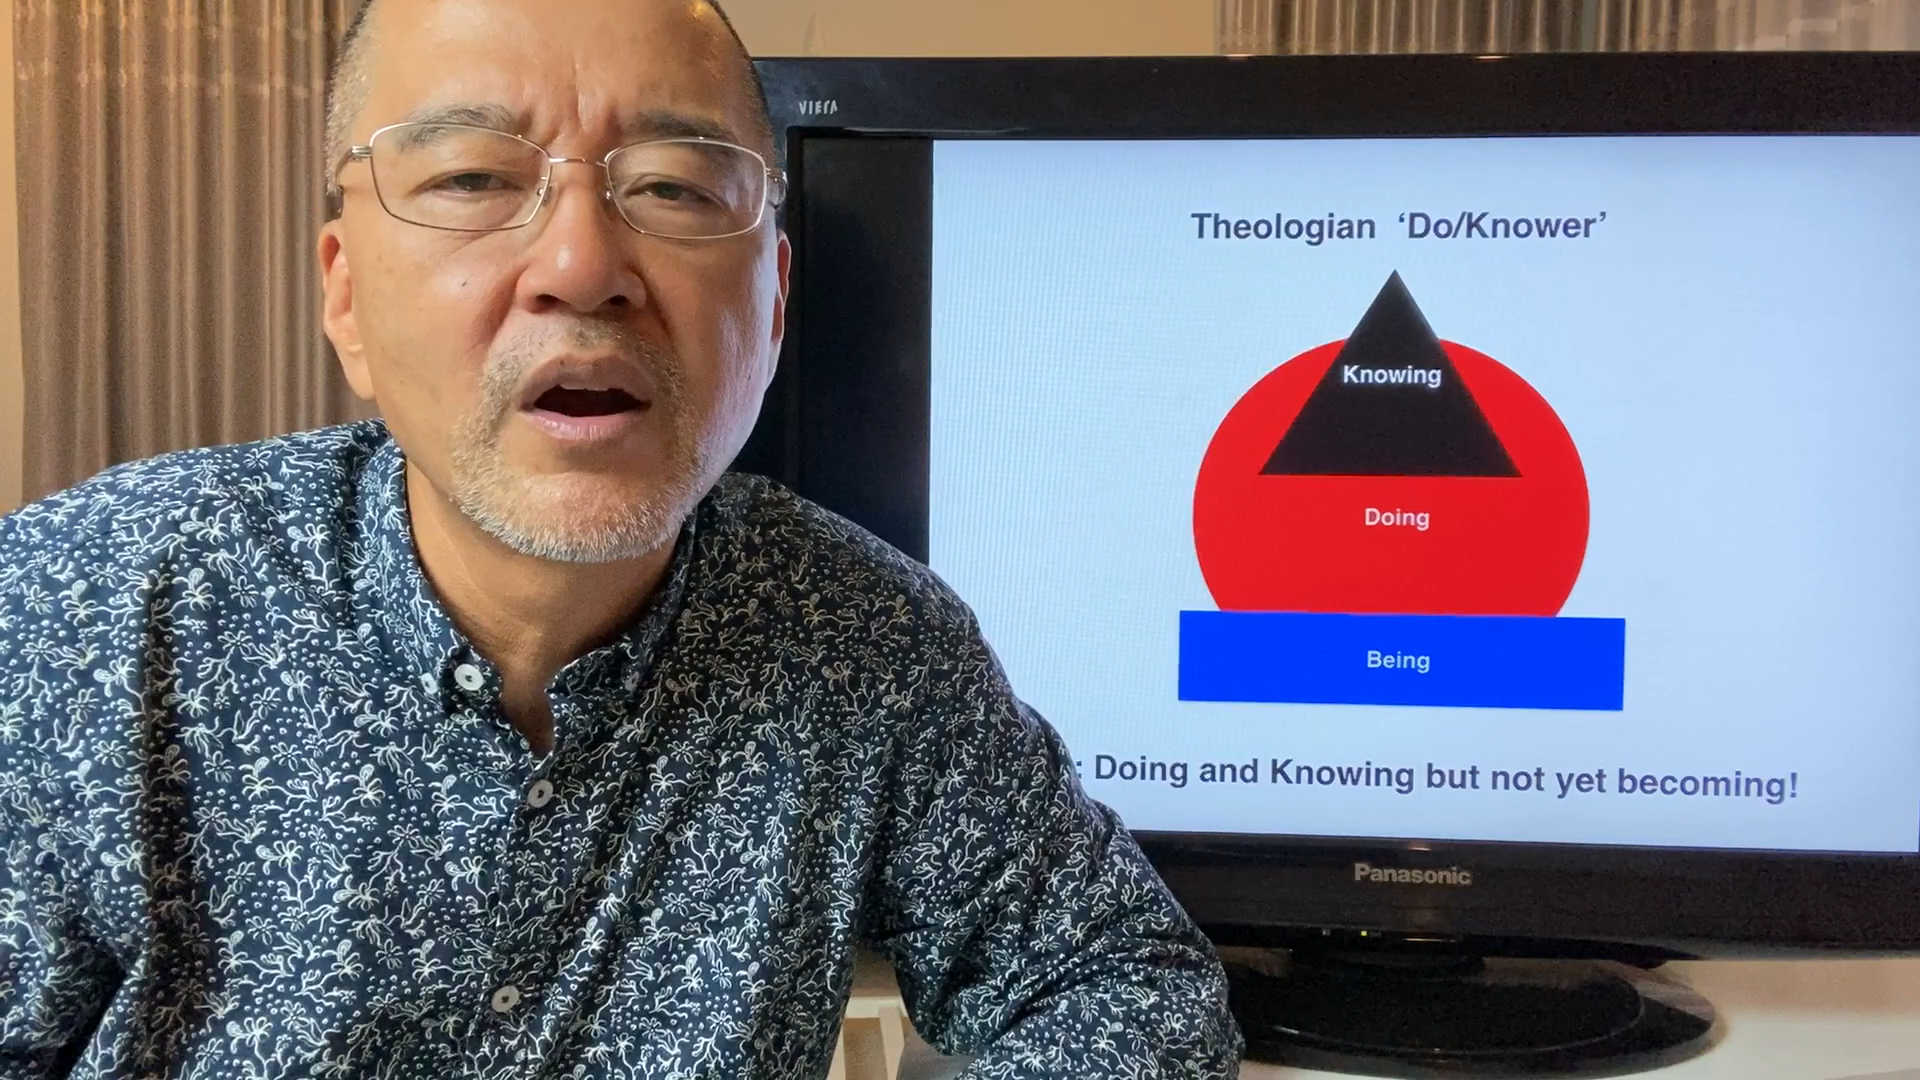 VIERA
Theologian ‘Do/Knower’
Knowing
Doing
Being
: Doing and Knowing but not yet becoming!
Panasonic